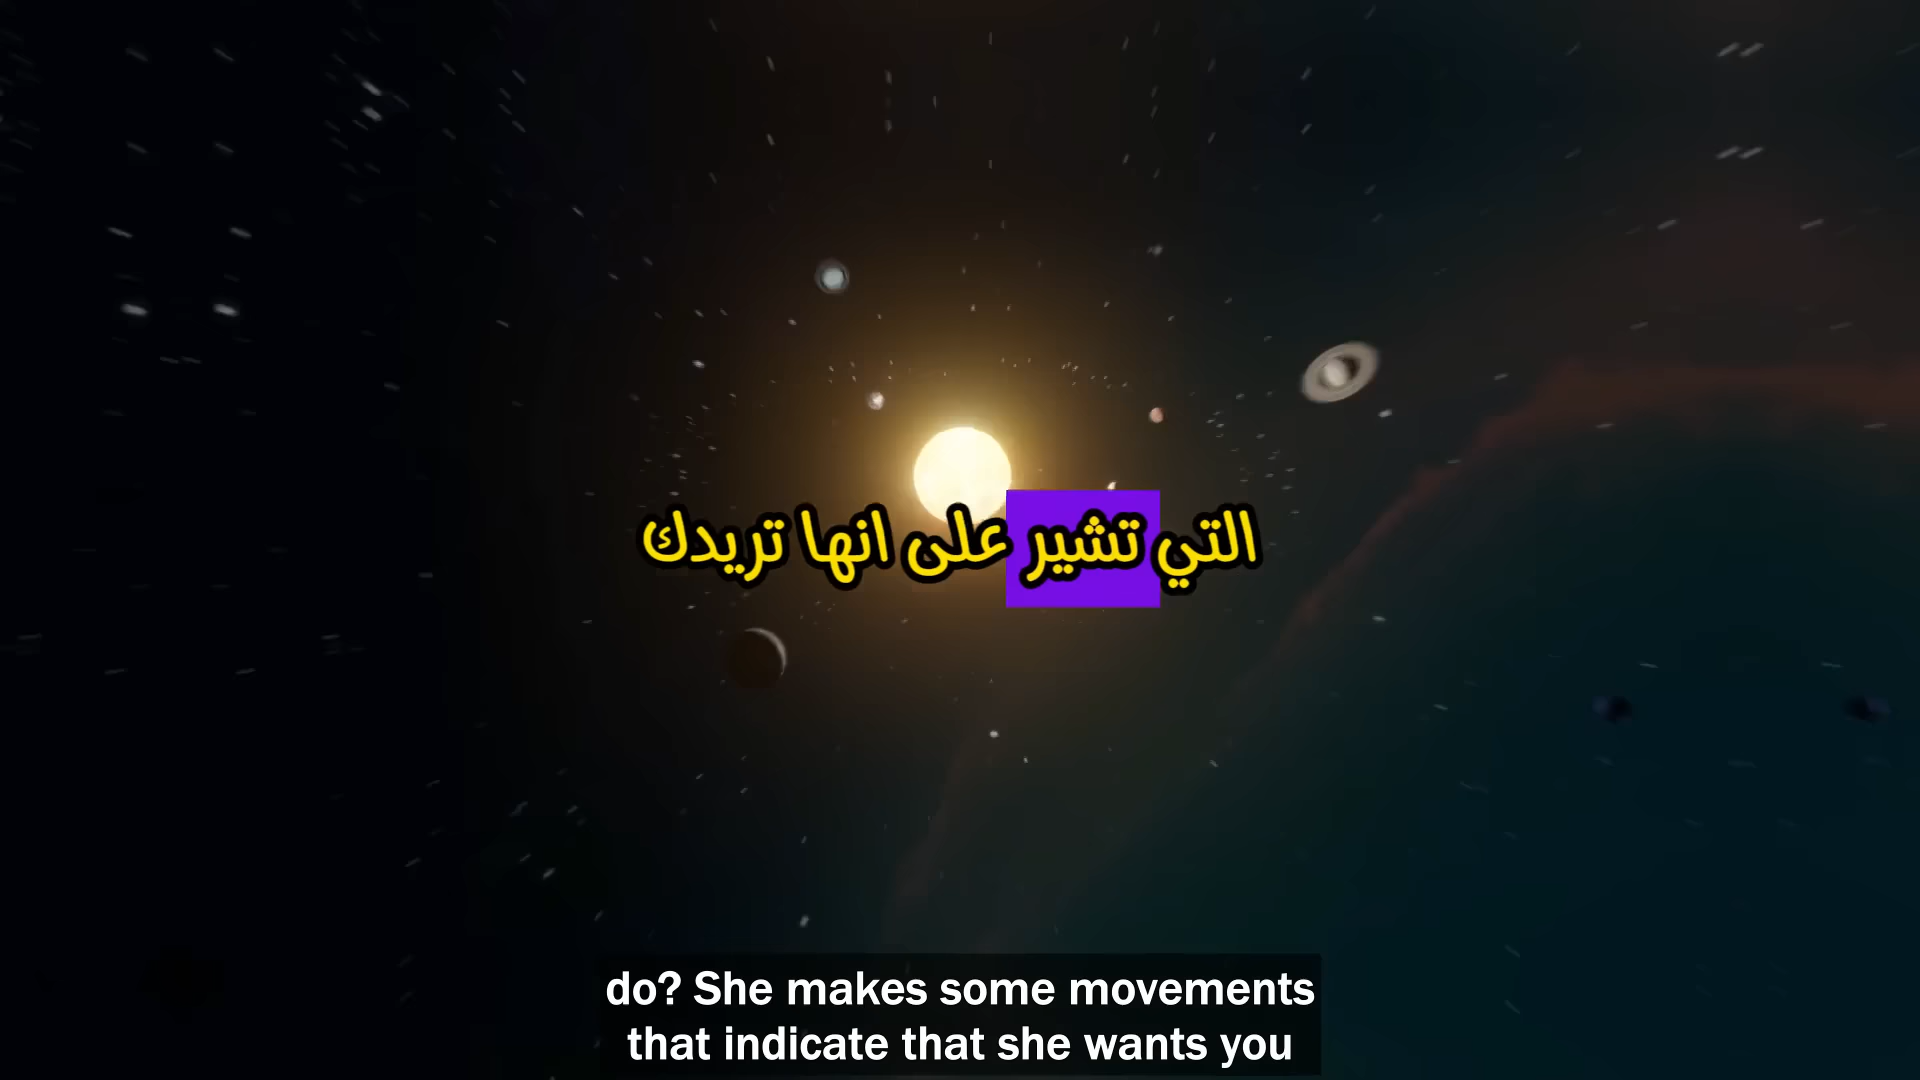 التي تشير على انها تريدك
do? She makes some movements
that indicate that she wants you